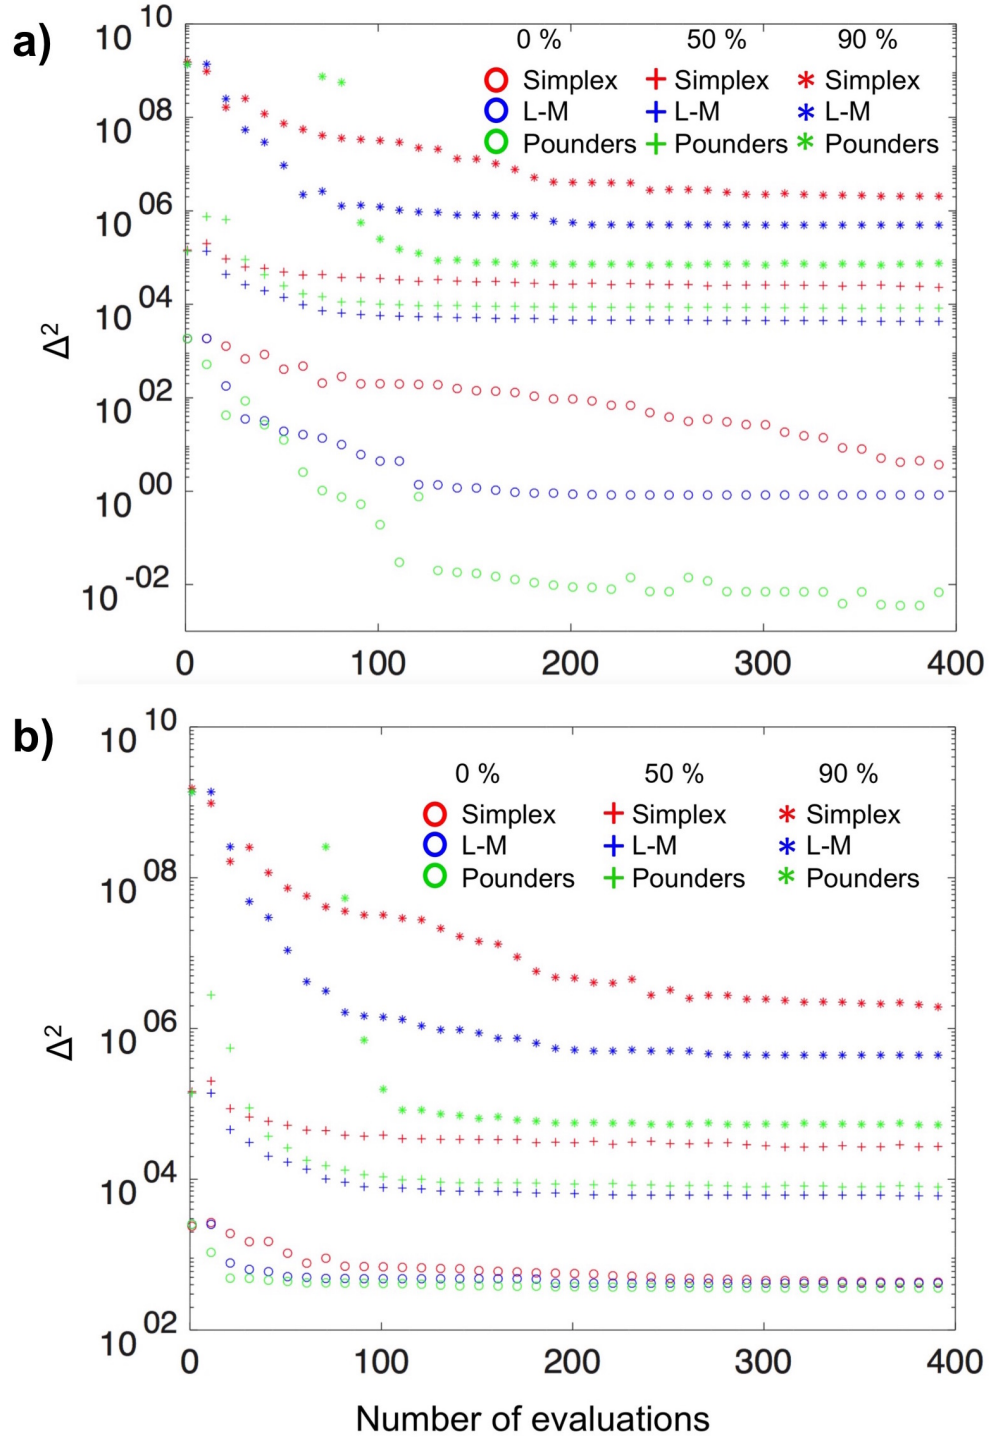 a)
10 10
10 08
10 06
10 04
10 02
10 00
10 -02
Δ2
0 % 50 % 90 %
Simplex Simplex Simplex
L-M L-M L-M
Pounders Pounders Pounders
0 100 200 300 400
b)
10 10
10 08
10 06
10 04
10 02
Δ2
0 % 50 % 90 %
Simplex Simplex Simplex
L-M L-M L-M
Pounders Pounders Pounders
0 100 200 300 400
Number of evaluations